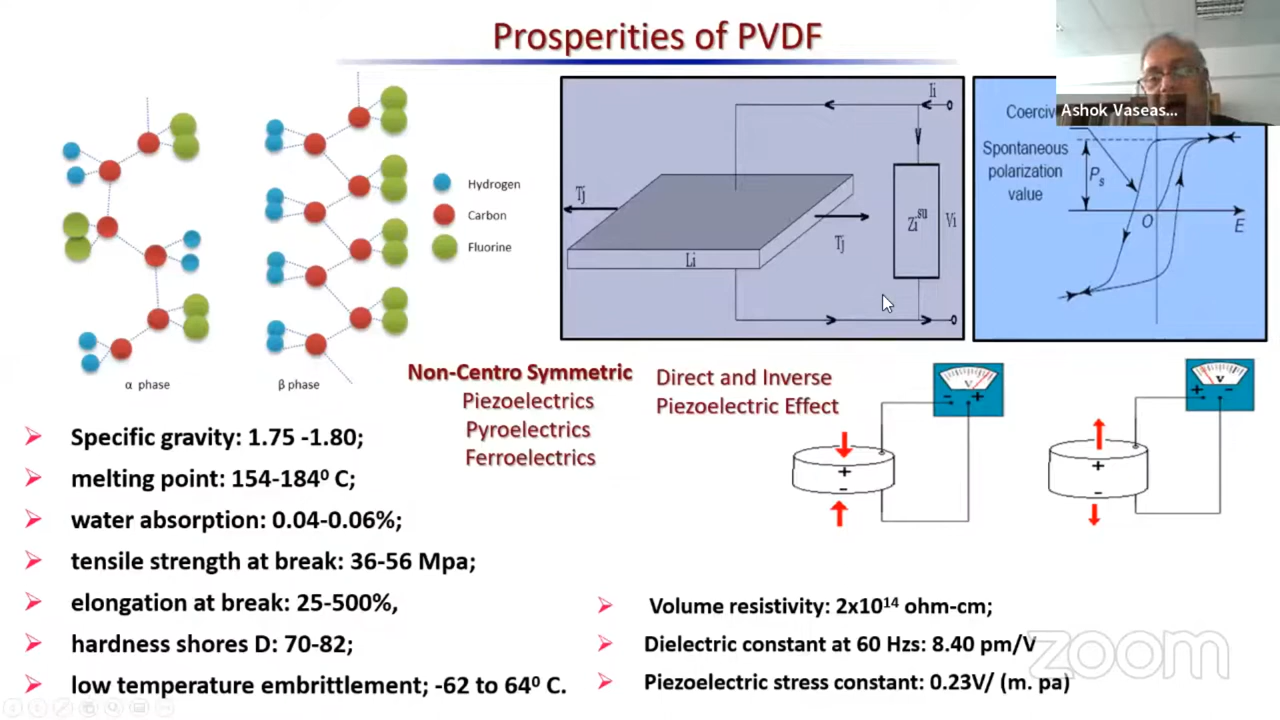 Prosperities of PVDF
Hydrogen
Carbon
Fluorine
α phase
β phase
Ii
Tj
Tj
Zi su
Vi
Li
Ashok Vaseas...
Spontaneous
polarization
value
Ps
O
E
Non-Centro Symmetric
Piezoelectrics
Pyroelectrics
Ferroelectrics
Direct and Inverse
Piezoelectric Effect
- V +
+
-
+ V -
+
-
Specific gravity: 1.75 -1.80;
melting point: 154-184⁰ C;
water absorption: 0.04-0.06%;
tensile strength at break: 36-56 Mpa;
elongation at break: 25-500%,
hardness shores D: 70-82;
low temperature embrittlement; -62 to 64⁰ C.
Volume resistivity: 2x10¹⁴ ohm-cm;
Dielectric constant at 60 Hzs: 8.40 pm/V
Piezoelectric stress constant: 0.23V/ (m. pa)
zoom